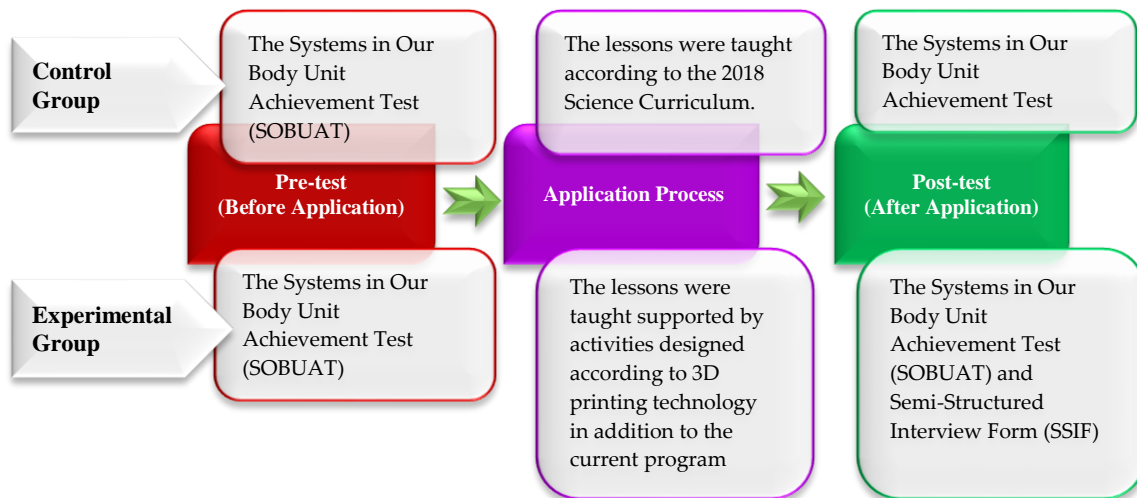 Control
Group
The Systems in Our
Body Unit
Achievement Test
(SOBUAT)
The lessons were taught
according to the 2018
Science Curriculum.
The Systems in Our
Body Unit
Achievement Test
Pre-test
(Before Application)
Application Process
Post-test
(After Application)
Experimental
Group
The Systems in Our
Body Unit
Achievement Test
(SOBUAT)
The lessons were
taught supported by
activities designed
according to 3D
printing technology
in addition to the
current program
The Systems in Our
Body Unit
Achievement Test
(SOBUAT) and
Semi-Structured
Interview Form (SSIF)